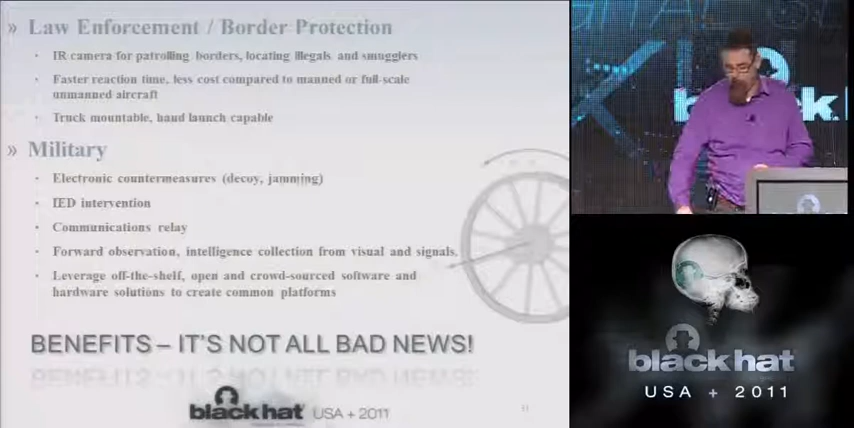 » Law Enforcement / Border Protection
· IR camera for patrolling borders, locating illegals and smugglers
· Faster reaction time, less cost compared to manned or full-scale
unmanned aircraft
· Truck mountable, hand launch capable
» Military
· Electronic countermeasures (decoy, jamming)
· IED intervention
· Communications relay
· Forward observation, intelligence collection from visual and signals.
· Leverage off-the-shelf, open and crowd-sourced software and
hardware solutions to create common platforms
BENEFITS – IT'S NOT ALL BAD NEWS!
black hat USA + 2011
black hat
USA + 2011